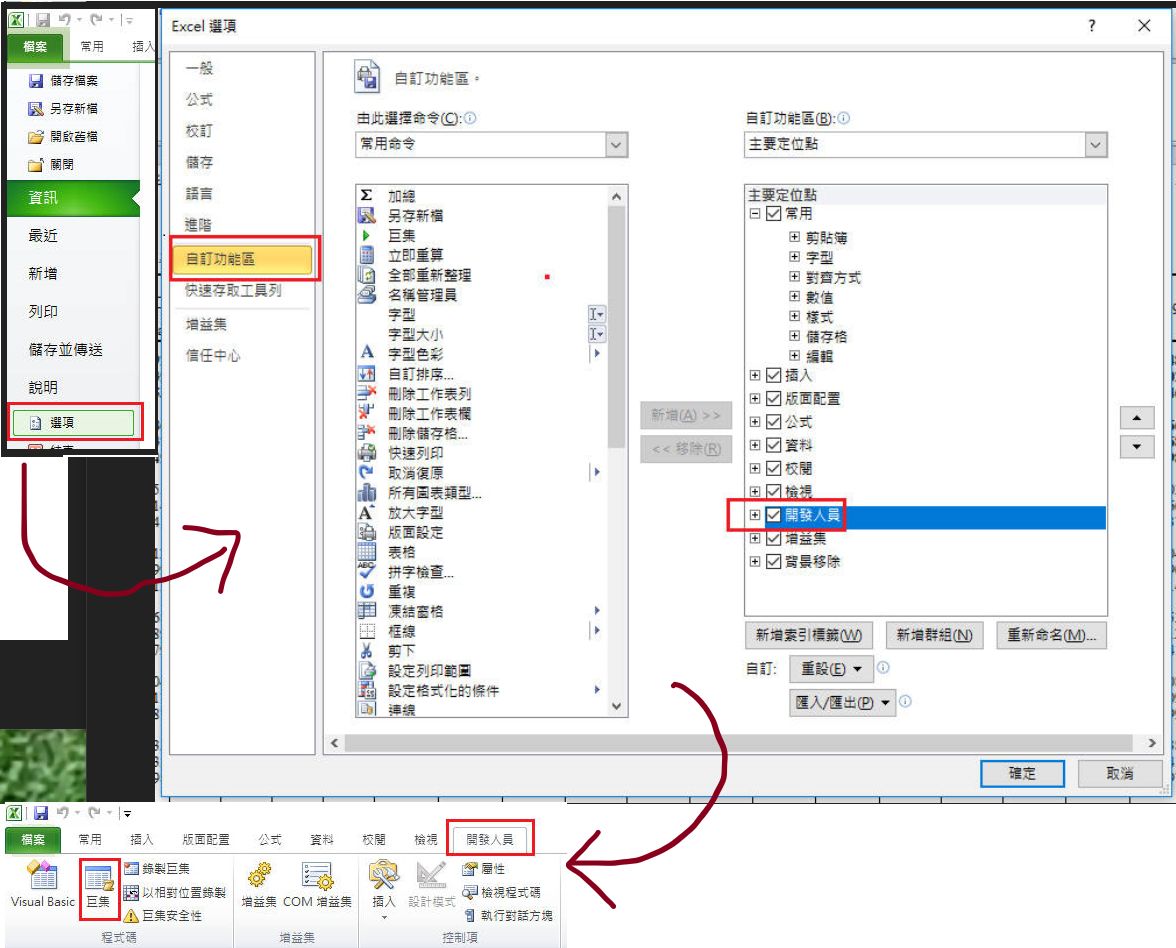 檔案 常用 插入
儲存檔案
另存新檔
開啟舊檔
關閉
資訊
最近
新增
列印
儲存並傳送
說明
選項
Excel 選項
一般
公式
校訂
儲存
語言
進階
自訂功能區
快速存取工具列
增益集
信任中心
自訂功能區。
由此選擇命令(C):
常用命令
加總
另存新檔
巨集
立即重算
全部重新整理
名稱管理員
字型
字型大小
字型色彩
自訂排序...
刪除工作表列
刪除工作表欄
刪除儲存格...
快速列印
取消復原
所有圖表類型...
放大字型
版面設定
表格
拼字檢查...
重複
凍結窗格
框線
剪下
設定列印範圍
設定格式化的條件
連線
新增(A) >>
<< 移除(R)
自訂功能區(B):
主要定位點
主要定位點
常用
剪貼簿
字型
對齊方式
數值
樣式
儲存格
編輯
插入
版面配置
公式
資料
校閱
檢視
開發人員
增益集
背景移除
新增索引標籤(W) 新增群組(N) 重新命名(M)...
自訂: 重設(E)
匯入/匯出(P)
確定 取消
檔案 常用 插入 版面配置 公式 資料 校閱 檢視 開發人員
Visual Basic 巨集 錄製巨集
以相對位置錄製
巨集安全性
增益集 COM 增益集
插入 設計模式
屬性
檢視程式碼
執行對話方塊
程式碼 增益集 控制項